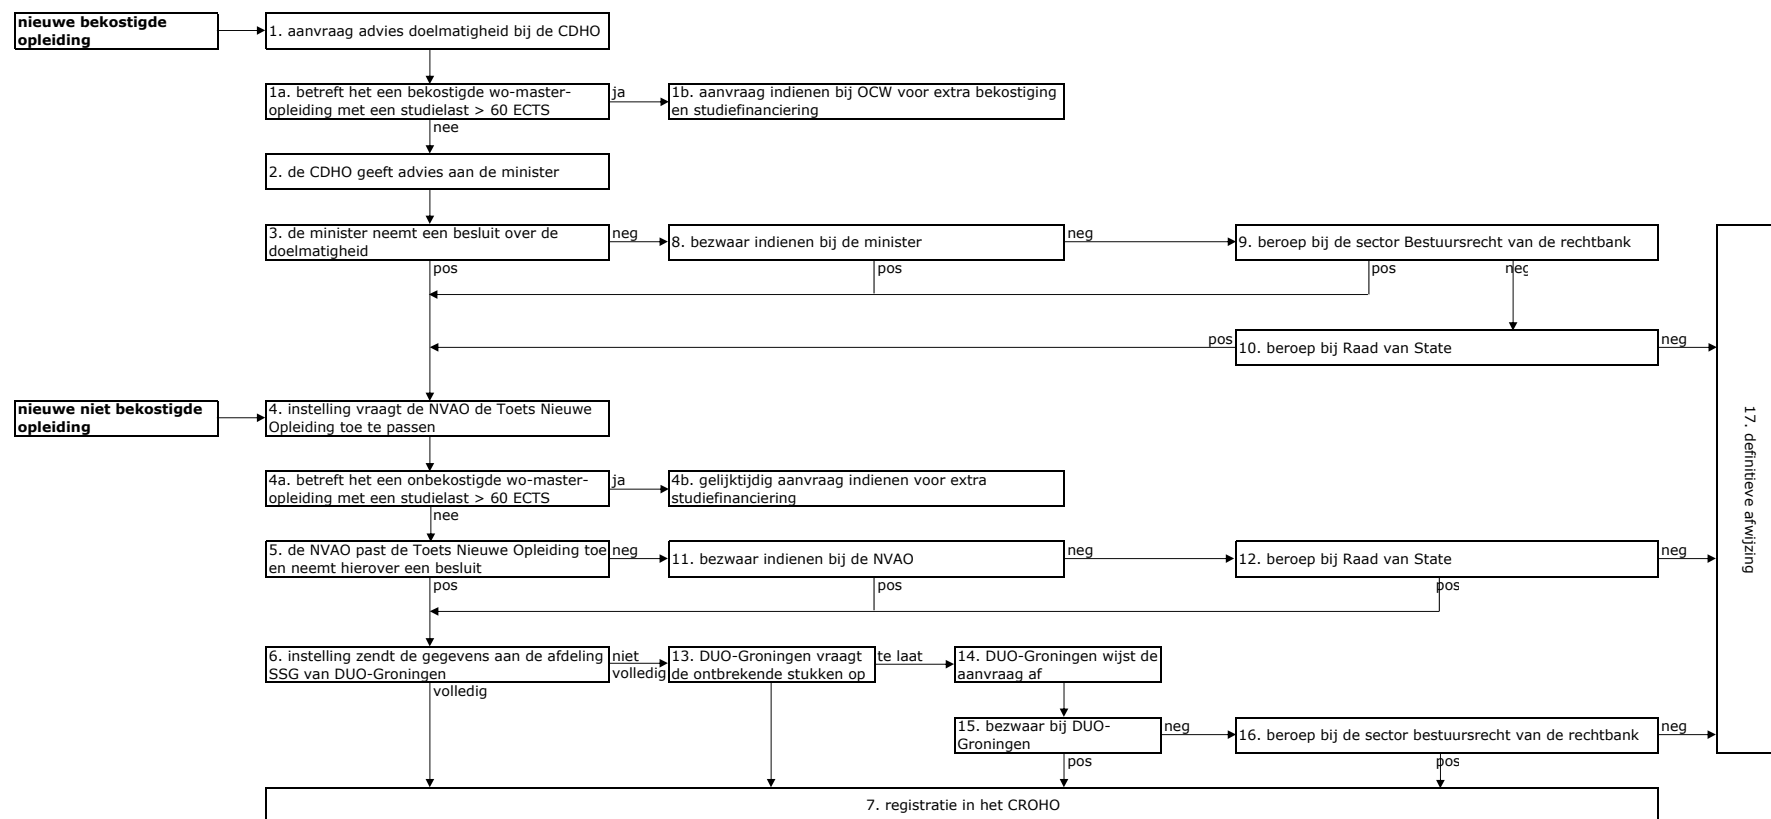 nieuwe bekostigde
opleiding
1. aanvraag advies doelmatigheid bij de CDHO
1a. betreft het een bekostigde wo-master-
opleiding met een studielast > 60 ECTS
ja
1b. aanvraag indienen bij OCW voor extra bekostiging
en studiefinanciering
nee
2. de CDHO geeft advies aan de minister
3. de minister neemt een besluit over de
doelmatigheid
neg
8. bezwaar indienen bij de minister
neg
9. beroep bij de sector Bestuursrecht van de rechtbank
pos
pos
pos
neg
pos
10. beroep bij Raad van State
neg
nieuwe niet bekostigde
opleiding
4. instelling vraagt de NVAO de Toets Nieuwe
Opleiding toe te passen
17. definitieve afwijzing
4a. betreft het een onbekostigde wo-master-
opleiding met een studielast > 60 ECTS
ja
4b. gelijktijdig aanvraag indienen voor extra
studiefinanciering
nee
5. de NVAO past de Toets Nieuwe Opleiding toe
en neemt hierover een besluit
neg
11. bezwaar indienen bij de NVAO
neg
12. beroep bij Raad van State
neg
pos
pos
pos
6. instelling zendt de gegevens aan de afdeling
SSG van DUO-Groningen
niet
volledig
13. DUO-Groningen vraagt
de ontbrekende stukken op
te laat
14. DUO-Groningen wijst de
aanvraag af
volledig
15. bezwaar bij DUO-
Groningen
neg
16. beroep bij de sector bestuursrecht van de rechtbank
neg
pos
pos
7. registratie in het CROHO